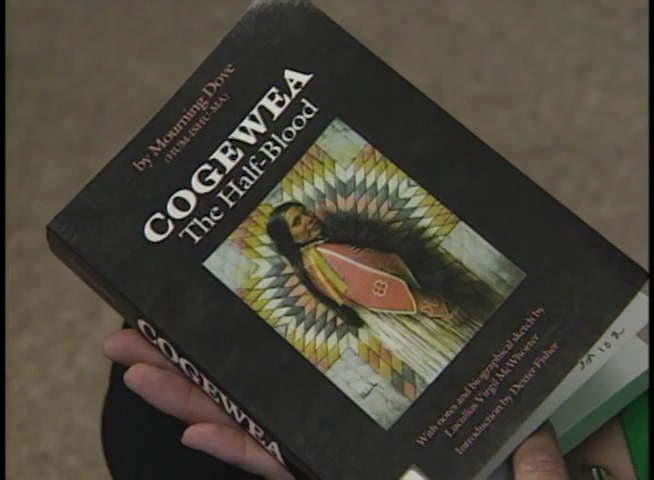 by Mourning Dove
(HUM-ISHU-MA)
COGEWEA
The Half-Blood
With notes and biographical sketch by
Lucullus Virgil McWhorter
Introduction by Dexter Fisher
COGEWEA